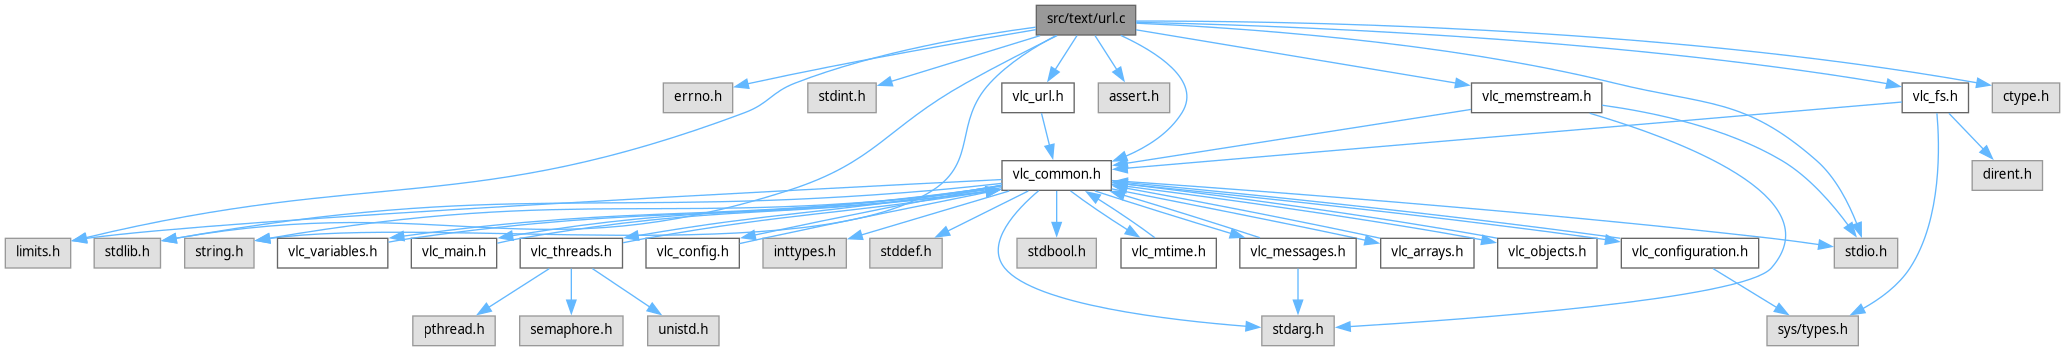 src/text/url.c
errno.h
stdint.h
vlc_url.h
assert.h
vlc_memstream.h
vlc_fs.h
ctype.h
vlc_common.h
dirent.h
limits.h
stdlib.h
string.h
vlc_variables.h
vlc_main.h
vlc_threads.h
vlc_config.h
inttypes.h
stddef.h
stdbool.h
vlc_mtime.h
vlc_messages.h
vlc_arrays.h
vlc_objects.h
vlc_configuration.h
stdio.h
pthread.h
semaphore.h
unistd.h
stdarg.h
sys/types.h